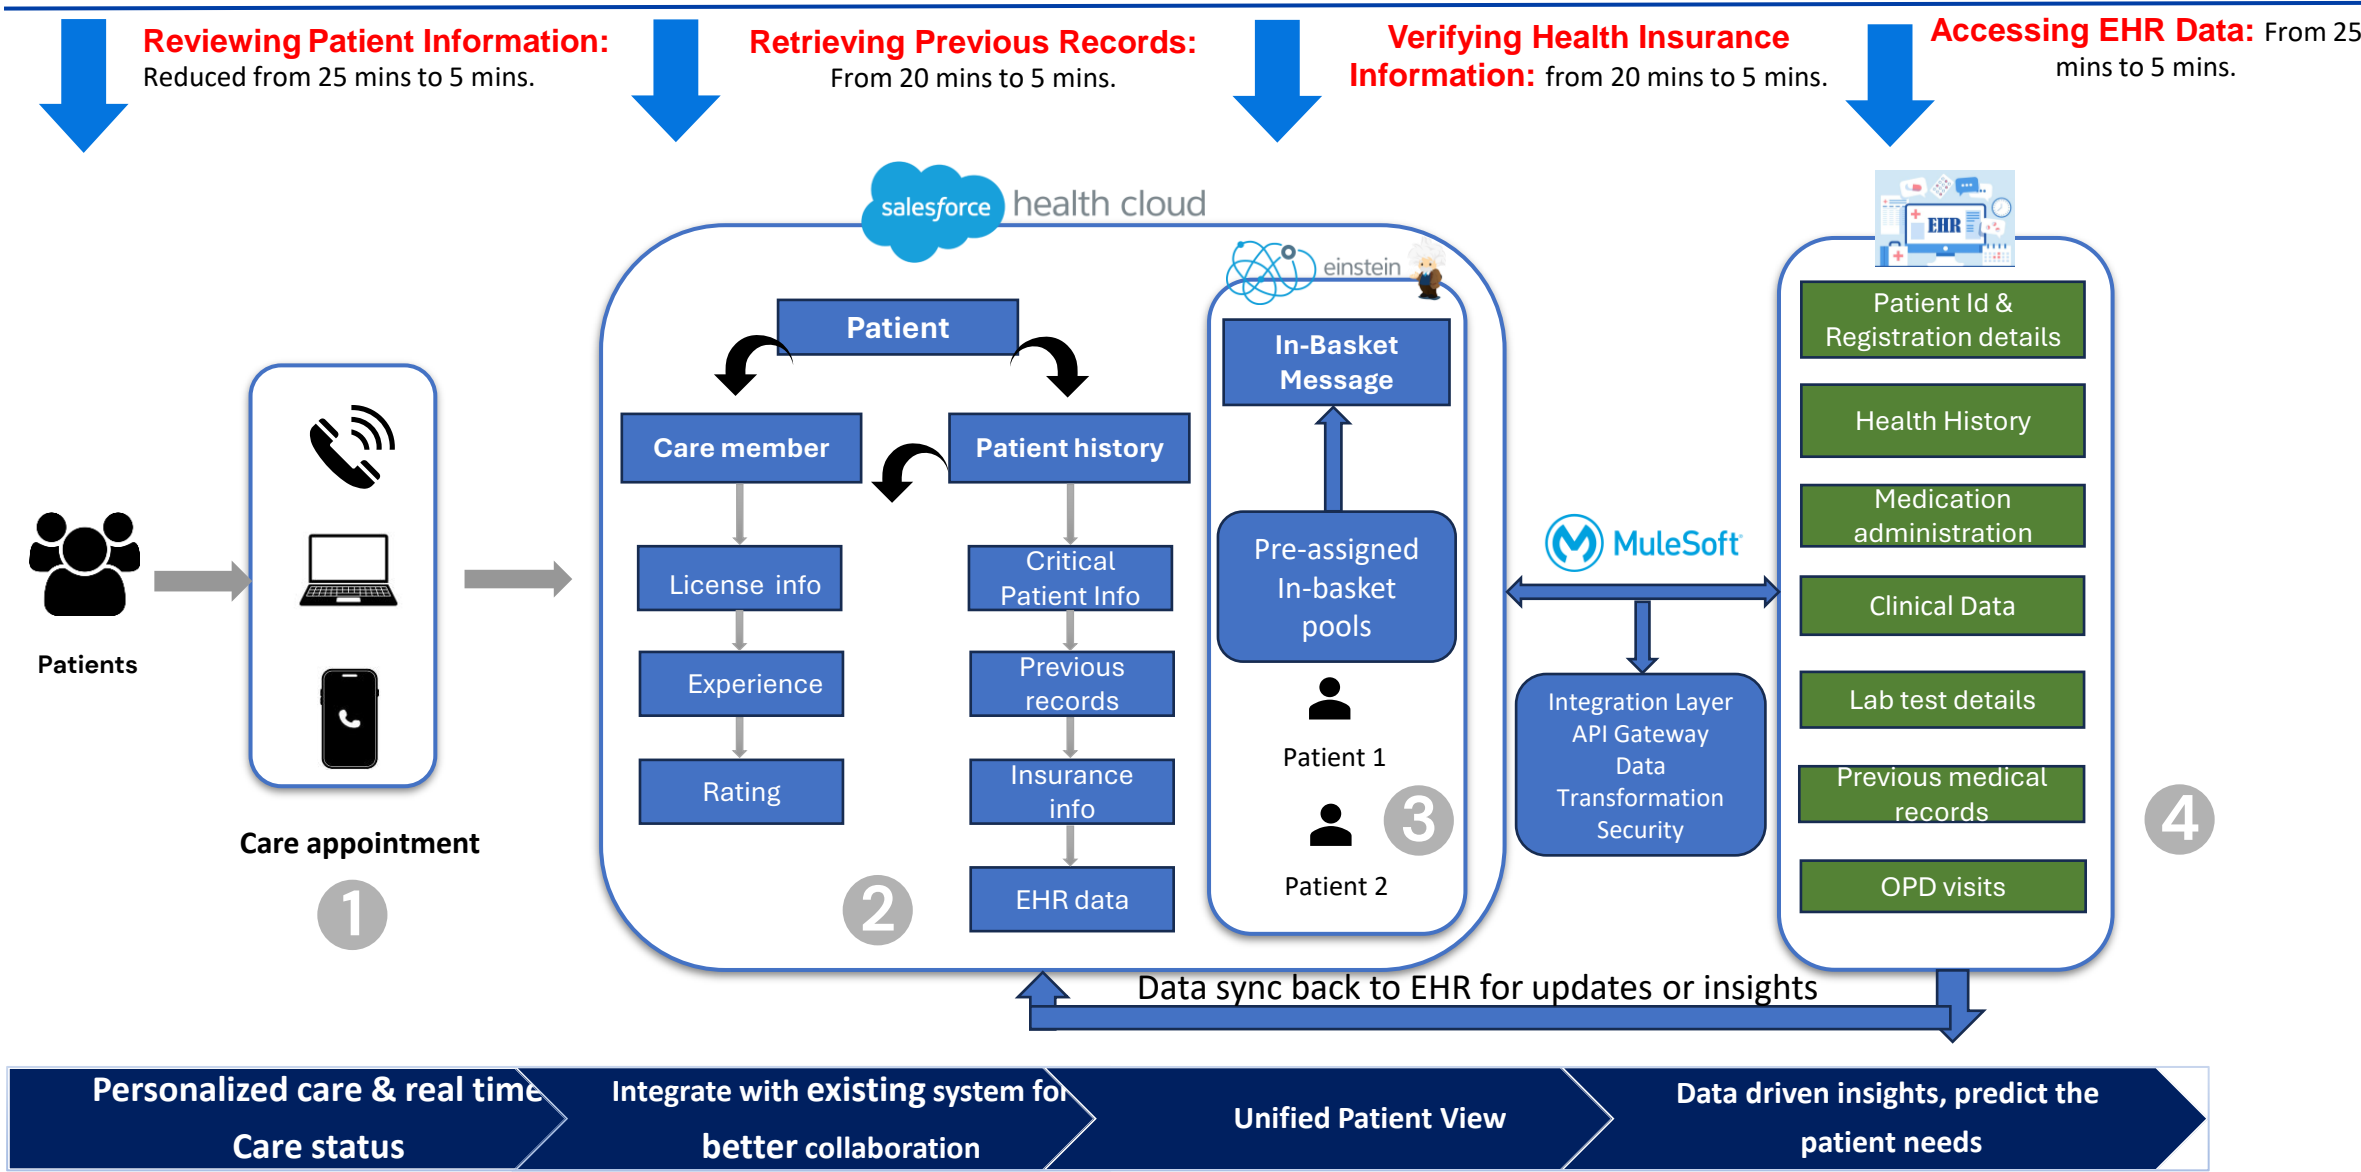 Reviewing Patient Information:
Reduced from 25 mins to 5 mins.
Retrieving Previous Records:
From 20 mins to 5 mins.
Verifying Health Insurance
Information: from 20 mins to 5 mins.
Accessing EHR Data: From 25
mins to 5 mins.
salesforce health cloud
einstein
EHR
Patients
Care appointment
1
Patient
Care member
Patient history
License info
Experience
Rating
Critical
Patient Info
Previous
records
Insurance
info
EHR data
2
In-Basket
Message
Pre-assigned
In-basket
pools
Patient 1
Patient 2
3
MuleSoft
Integration Layer
API Gateway
Data
Transformation
Security
Patient Id &
Registration details
Health History
Medication
administration
Clinical Data
Lab test details
Previous medical
records
OPD visits
4
Data sync back to EHR for updates or insights
Personalized care & real time
Care status
Integrate with existing system for
better collaboration
Unified Patient View
Data driven insights, predict the
patient needs